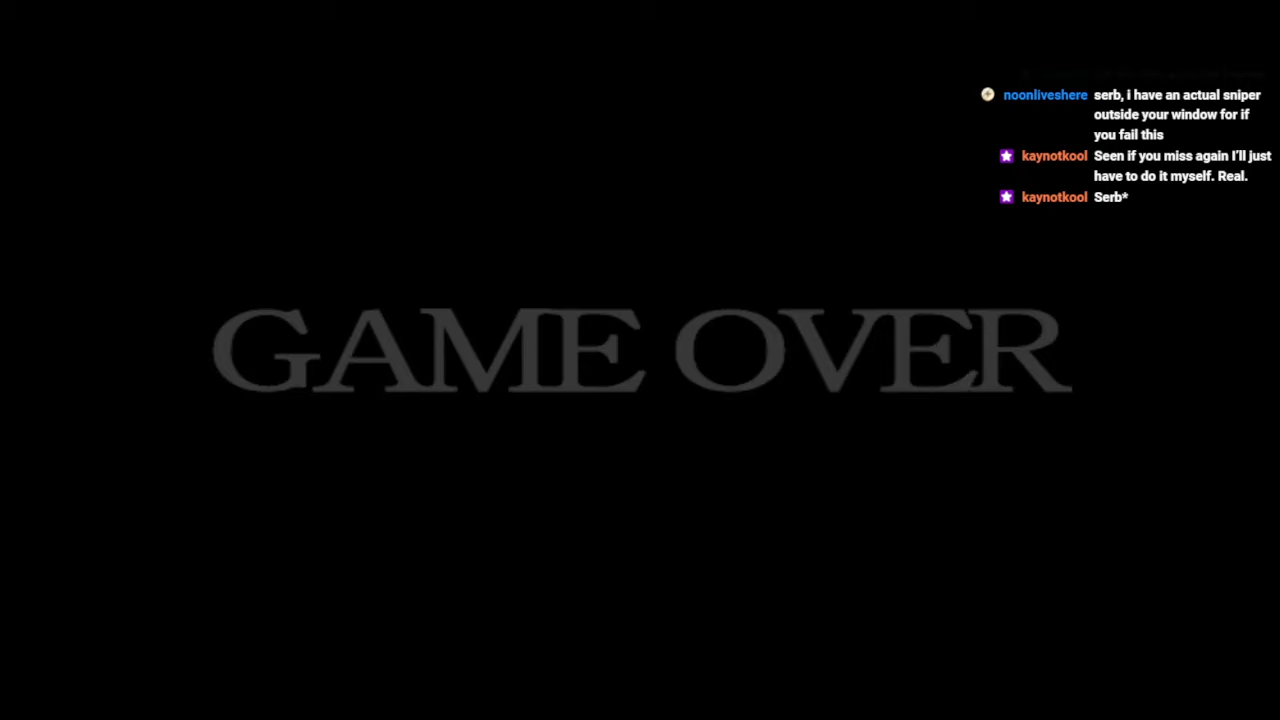 noonliveshere serb, i have an actual sniper
outside your window for if
you fail this
kaynotkool Seen if you miss again I'll just
have to do it myself. Real.
kaynotkool Serb*
GAME OVER